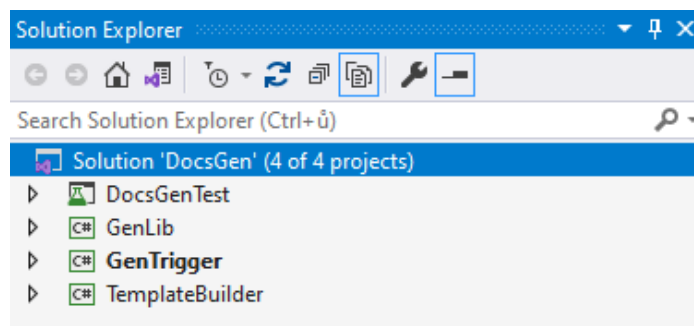 Solution Explorer
Search Solution Explorer (Ctrl+ů)
Solution 'DocsGen' (4 of 4 projects)
DocsGenTest
C# GenLib
C# GenTrigger
C# TemplateBuilder